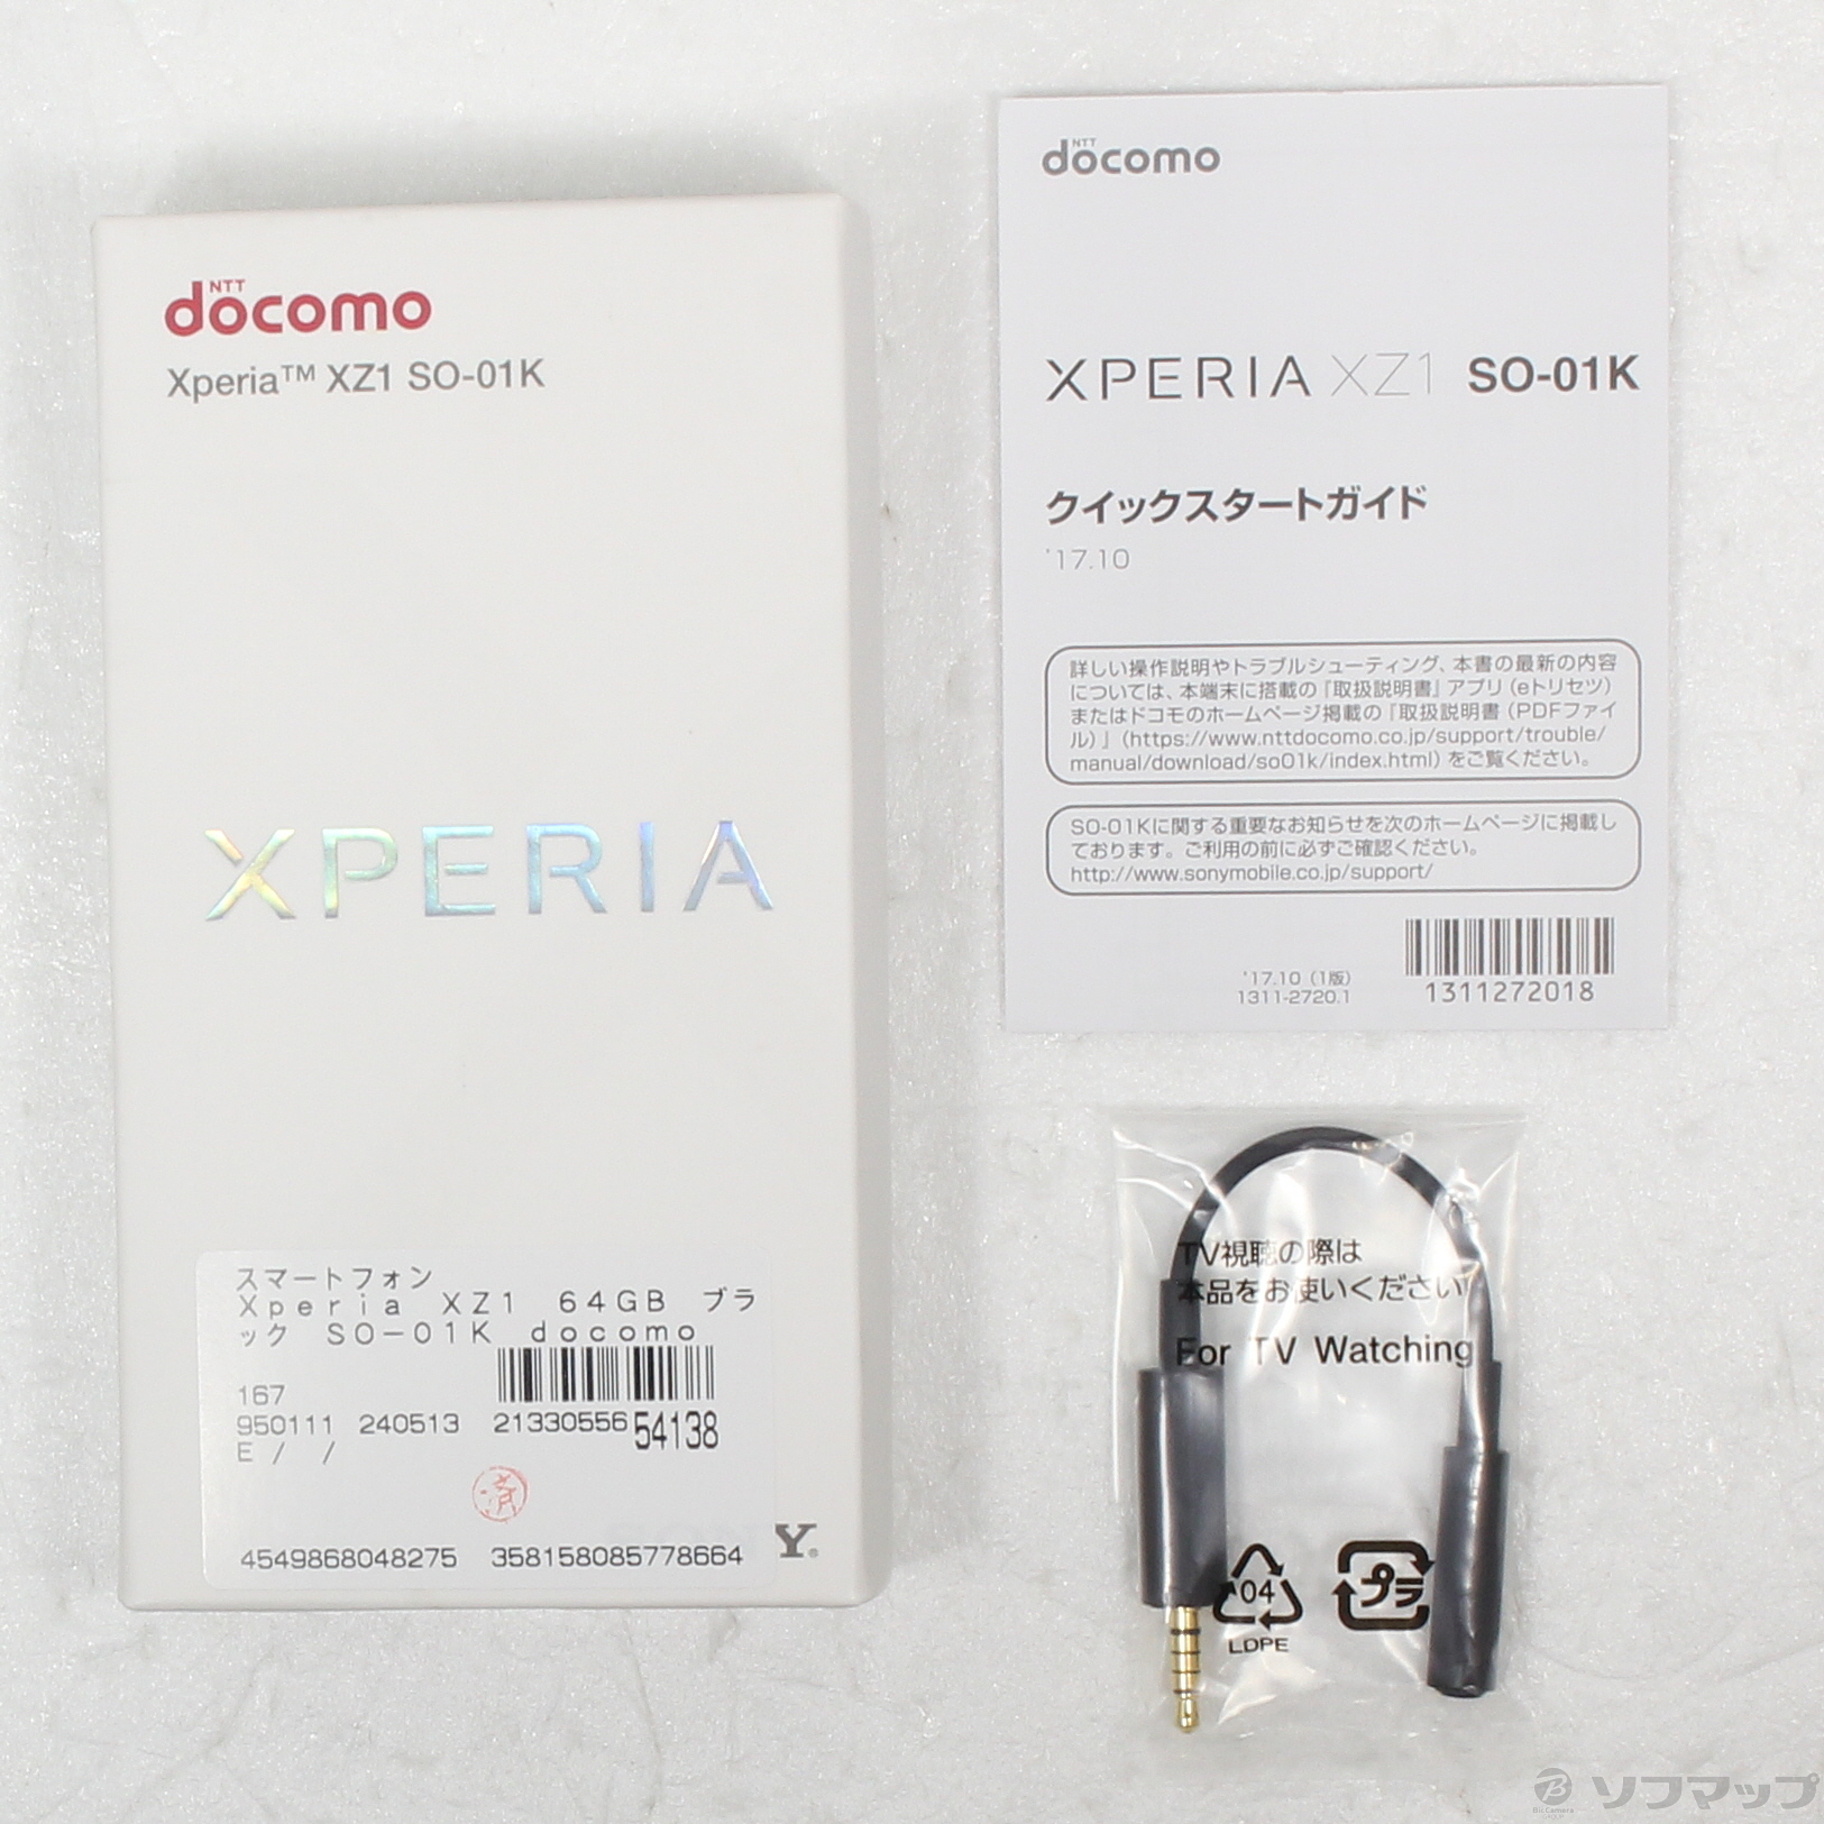 NTT
docomo
Xperia™ XZ1 SO-01K
XPERIA
スマートフォン
Xperia XZ1 64GB ブラ
ック SO-01K docomo
167
950111 240513 21330556 54138
E / /
済
4549868048275 358158085778664
Y®
NTT
docomo
XPERIA XZ1 SO-01K
クイックスタートガイド
'17.10
詳しい操作説明やトラブルシューティング、本書の最新の内容
については、本端末に搭載の『取扱説明書』アプリ（eトリセツ）
またはドコモのホームページ掲載の『取扱説明書（PDFファイ
ル）』（https://www.nttdocomo.co.jp/support/trouble/
manual/download/so01k/index.html）をご覧ください。
SO-01Kに関する重要なお知らせを次のホームページに掲載し
ております。ご利用の前に必ずご確認ください。
http://www.sonymobile.co.jp/support/
'17.10（1版）
1311-2720.1
1311272018
TV視聴の際は
本品をお使いください
For TV Watching
04
LDPE
プラ
B
BicCamera
GROUP
ソフマップ